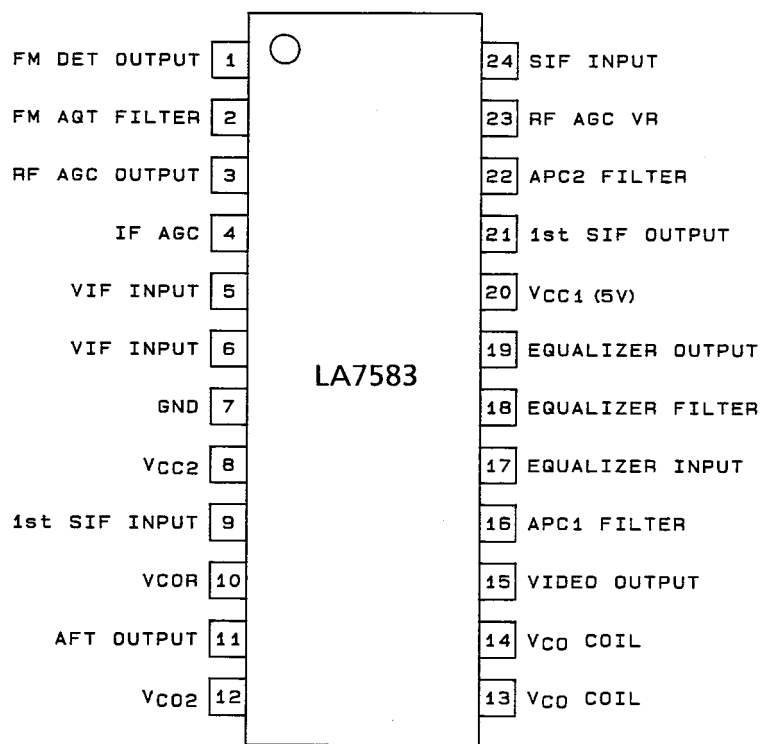 FM DET OUTPUT 1
24 SIF INPUT
FM AQT FILTER 2
23 RF AGC VR
RF AGC OUTPUT 3
22 APC2 FILTER
IF AGC 4
21 1st SIF OUTPUT
VIF INPUT 5
20 VCC1 (5V)
VIF INPUT 6
19 EQUALIZER OUTPUT
LA7583
GND 7
18 EQUALIZER FILTER
VCC2 8
17 EQUALIZER INPUT
1st SIF INPUT 9
16 APC1 FILTER
VCOR 10
15 VIDEO OUTPUT
AFT OUTPUT 11
14 VCO COIL
VCO2 12
13 VCO COIL